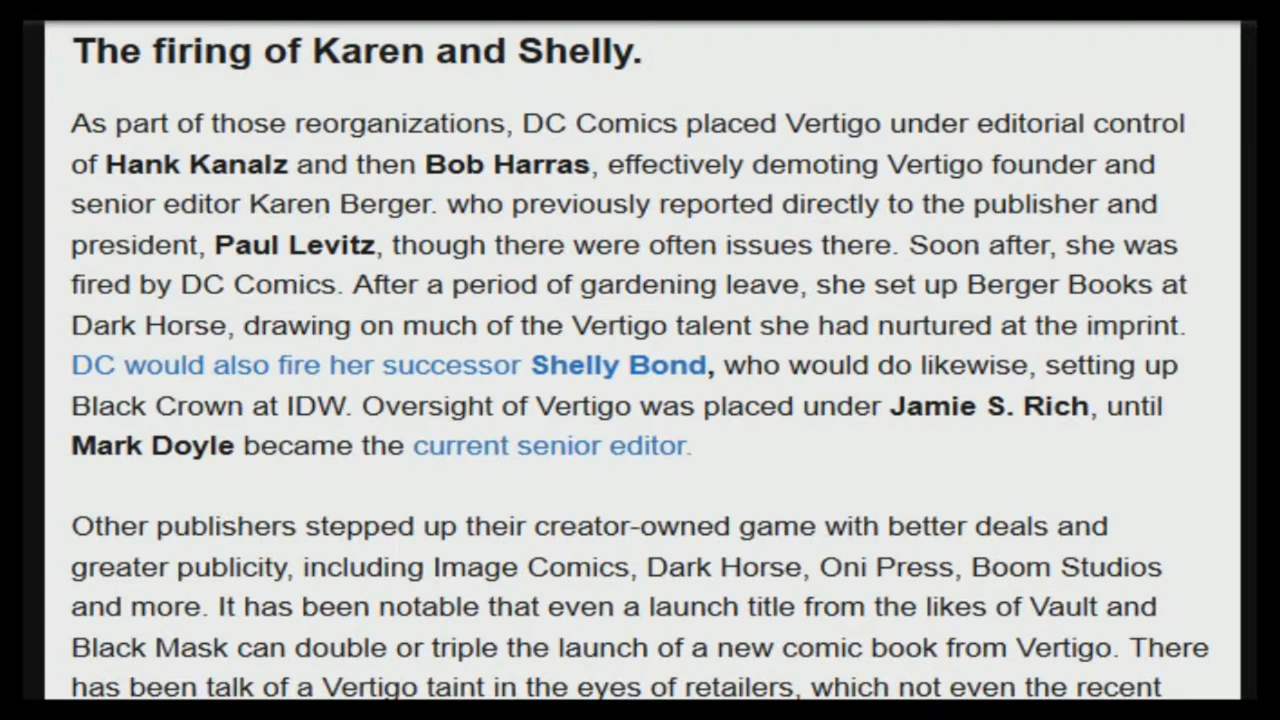 The firing of Karen and Shelly.
As part of those reorganizations, DC Comics placed Vertigo under editorial control
of Hank Kanalz and then Bob Harras, effectively demoting Vertigo founder and
senior editor Karen Berger. who previously reported directly to the publisher and
president, Paul Levitz, though there were often issues there. Soon after, she was
fired by DC Comics. After a period of gardening leave, she set up Berger Books at
Dark Horse, drawing on much of the Vertigo talent she had nurtured at the imprint.
DC would also fire her successor Shelly Bond, who would do likewise, setting up
Black Crown at IDW. Oversight of Vertigo was placed under Jamie S. Rich, until
Mark Doyle became the current senior editor.
Other publishers stepped up their creator-owned game with better deals and
greater publicity, including Image Comics, Dark Horse, Oni Press, Boom Studios
and more. It has been notable that even a launch title from the likes of Vault and
Black Mask can double or triple the launch of a new comic book from Vertigo. There
has been talk of a Vertigo taint in the eyes of retailers, which not even the recent